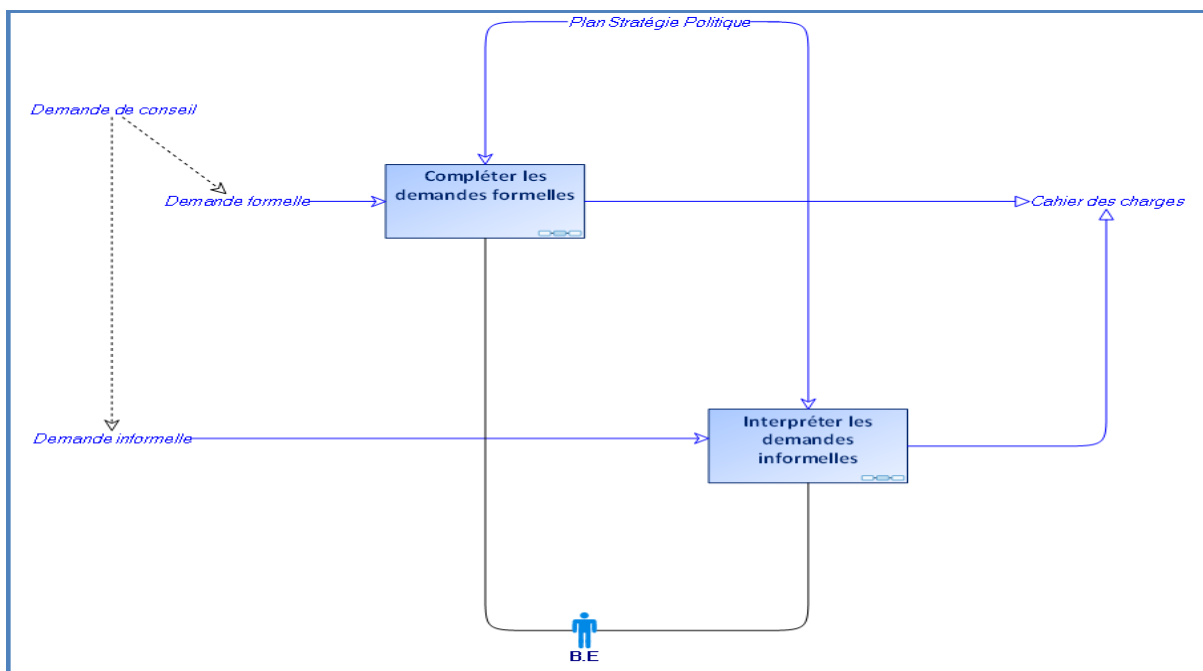 Plan Stratégie Politique
Demande de conseil
Compléter les
demandes formelles
Demande formelle
Cahier des charges
Interpréter les
demandes
informelles
Demande informelle
B.E